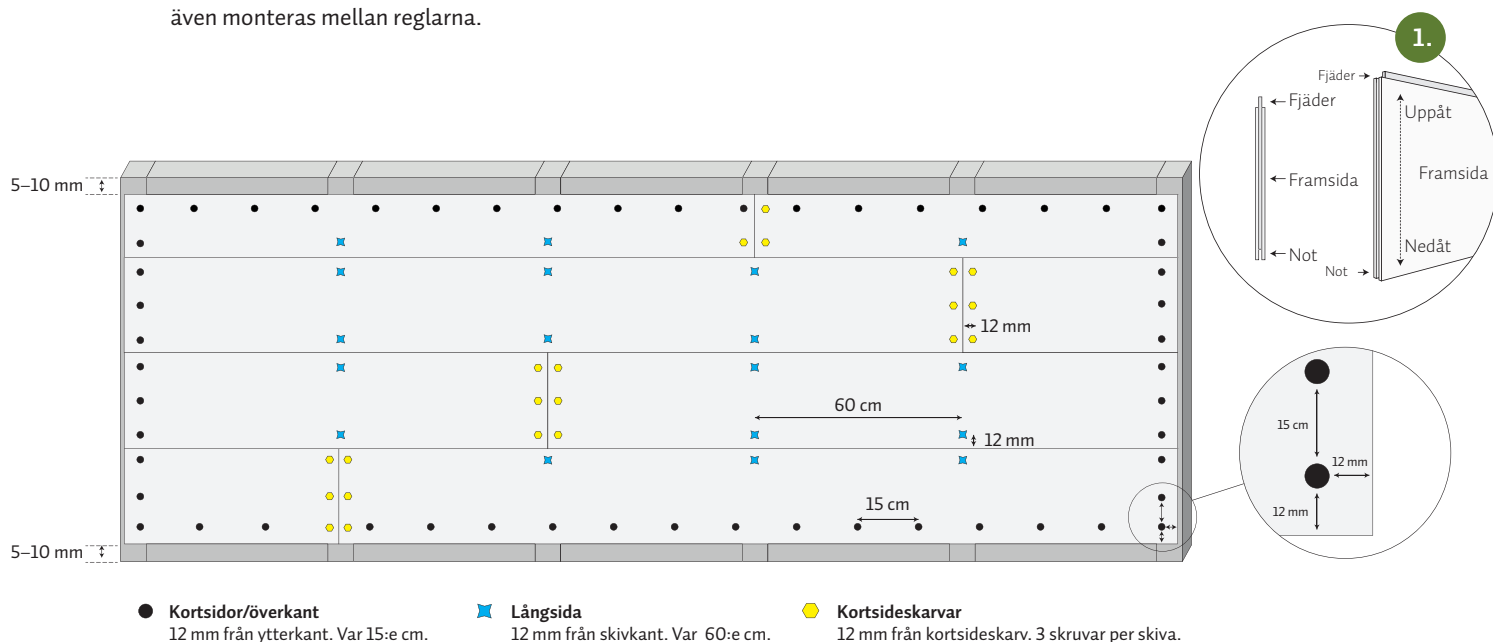 även monteras mellan reglarna.
1.
Fjäder
Fjäder
Uppåt
Framsida
Framsida
Not
Nedåt
Not
5–10 mm
12 mm
60 cm
12 mm
15 cm
5–10 mm
15 cm
12 mm
12 mm
Kortsidor/överkant
12 mm från ytterkant. Var 15:e cm.
Långsida
12 mm från skivkant. Var 60:e cm.
Kortsideskarvar
12 mm från kortsideskarv. 3 skruvar per skiva.